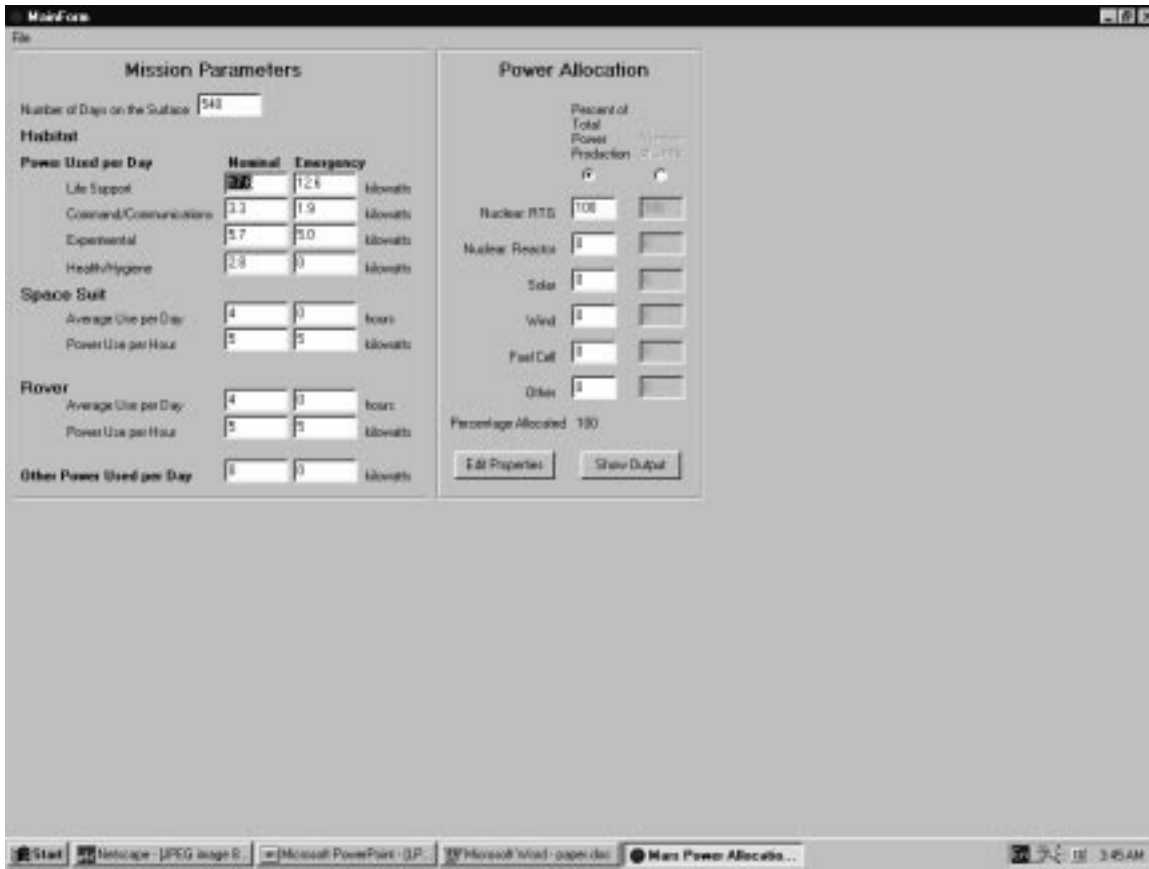 MainForm
File
Mission Parameters
Number of Days on the Surface 540
Habitat
Power Used per Day Nominal Emergency
Life Support 12.6 kilowatts
Command/Communications 3.3 1.9 kilowatts
Experimental 5.7 5.0 kilowatts
Health/Hygiene 2.8 0 kilowatts
Space Suit
Average Use per Day 4 0 hours
Power Use per Hour 5 5 kilowatts
Rover
Average Use per Day 4 0 hours
Power Use per Hour 5 5 kilowatts
Other Power Used per Day 0 0 kilowatts
Power Allocation
Percent of
Total
Power
Production
Nuclear RTG 100
Nuclear Reactor 0
Solar 0
Wind 0
Fuel Cell 0
Other 0
Percentage Allocated 100
Edit Properties Show Output
Start Netscape - [JPEG image 8... Microsoft PowerPoint - [LP... Microsoft Word - paper.doc Mars Power Allocatio... En 3:45 AM